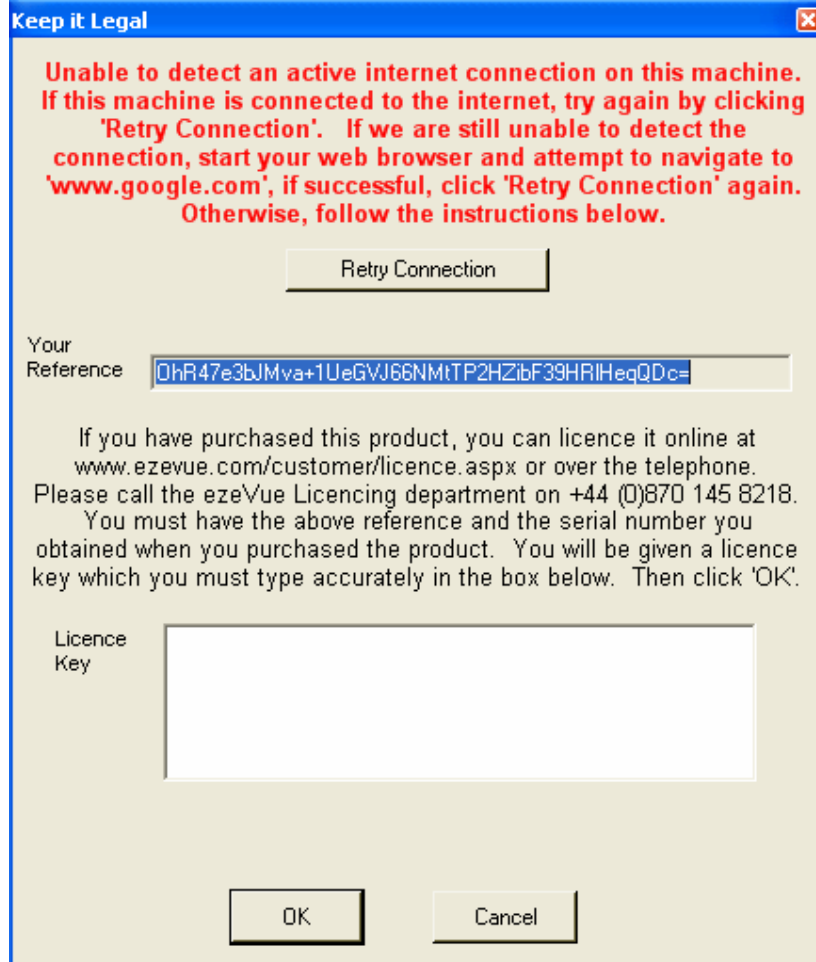 Keep it Legal
Unable to detect an active internet connection on this machine.
If this machine is connected to the internet, try again by clicking
'Retry Connection'.   If we are still unable to detect the
connection, start your web browser and attempt to navigate to
'www.google.com', if successful, click 'Retry Connection' again.
Otherwise, follow the instructions below.
Retry Connection
Your
Reference
OhR47e3bJMva+1UeGVJ66NMtTP2HZibF39HRlHeqQDc=
If you have purchased this product, you can licence it online at
www.ezevue.com/customer/licence.aspx or over the telephone.
Please call the ezeVue Licencing department on +44 (0)870 145 8218.
You must have the above reference and the serial number you
obtained when you purchased the product.  You will be given a licence
key which you must type accurately in the box below.  Then click 'OK'.
Licence
Key
OK
Cancel